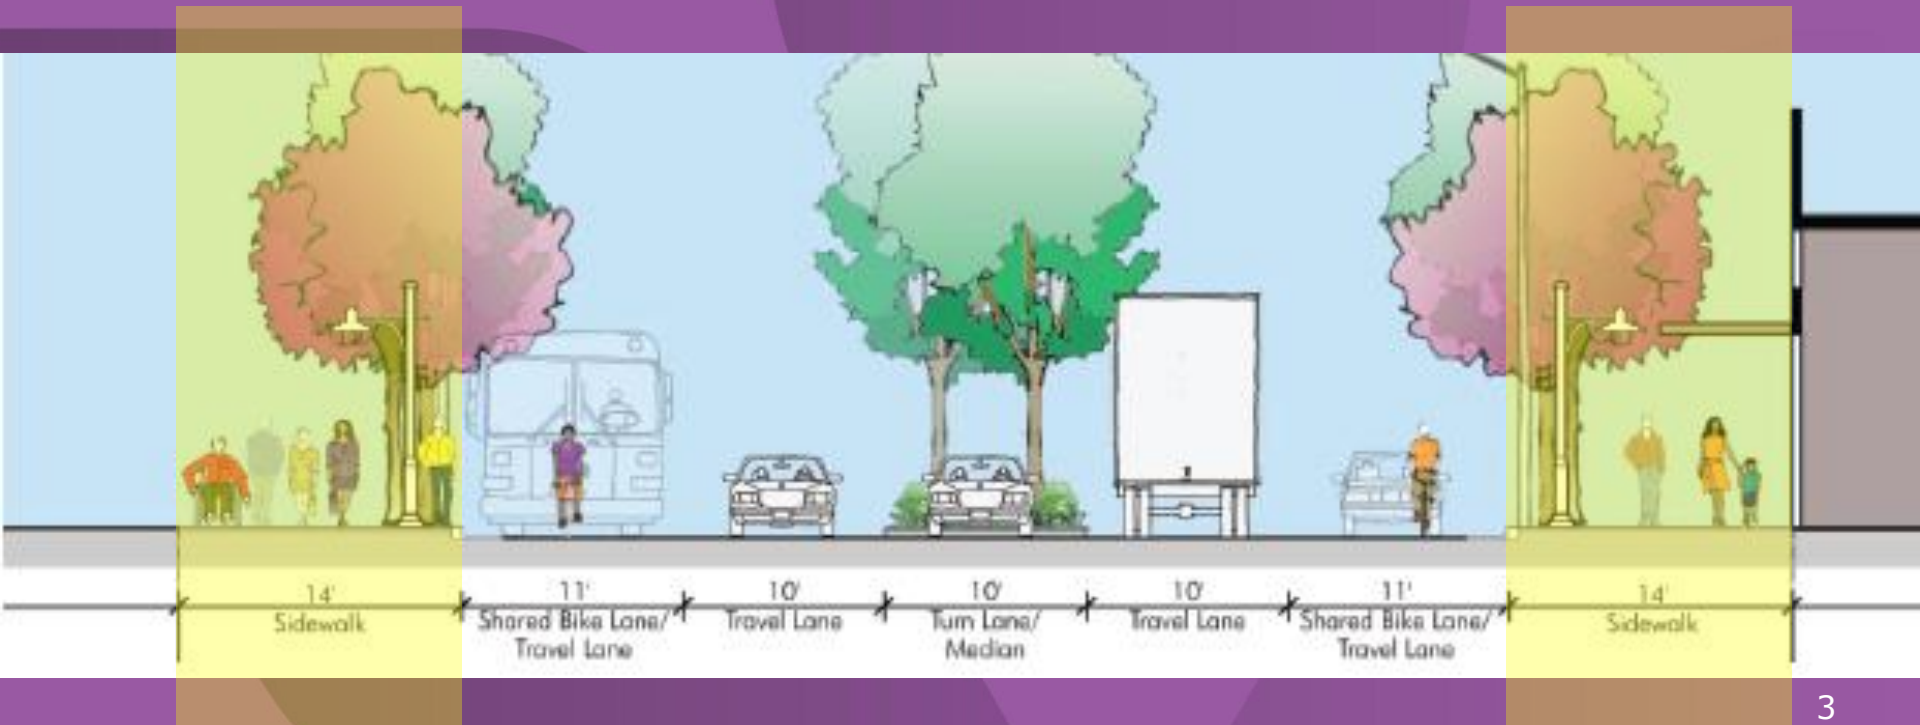 14'
Sidewalk
11'
Shared Bike Lane/
Travel Lane
10'
Travel Lane
10'
Turn Lane/
Median
10'
Travel Lane
11'
Shared Bike Lane/
Travel Lane
14'
Sidewalk
3